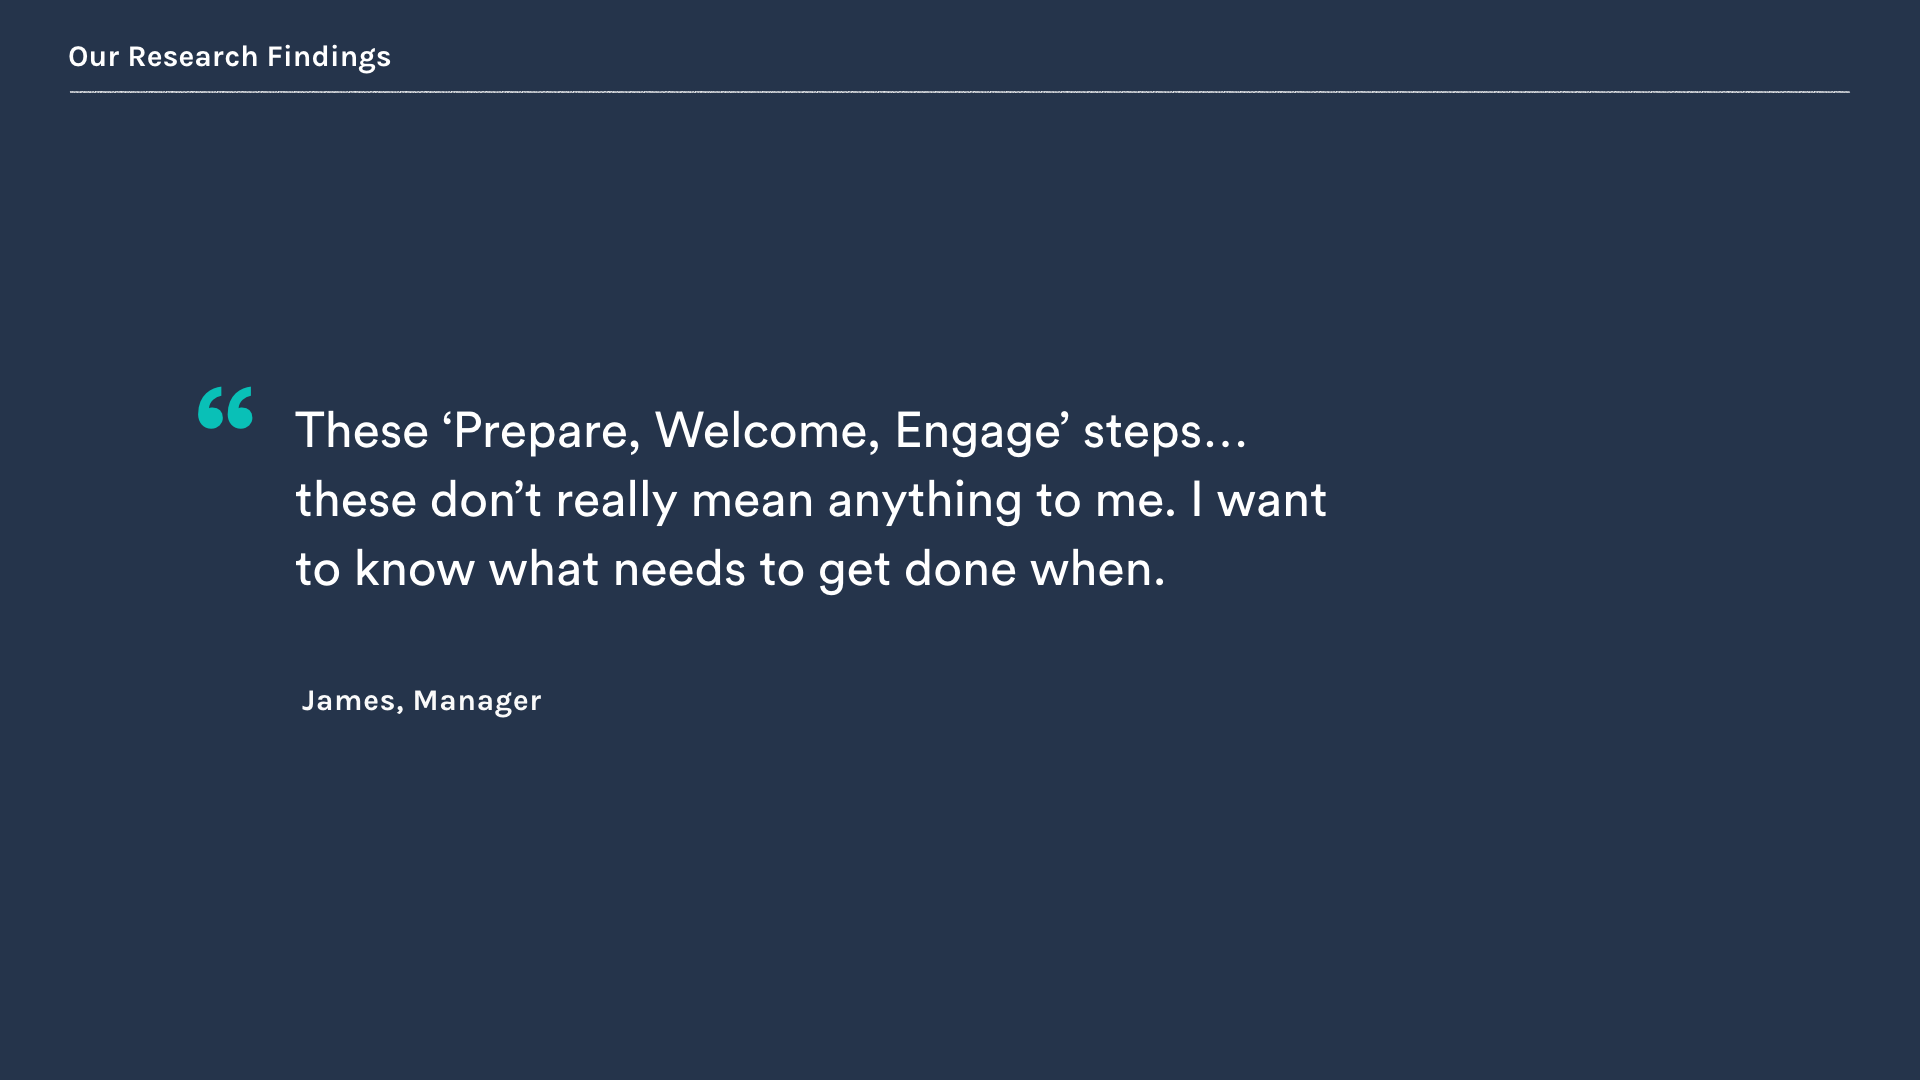 Our Research Findings
“ These ‘Prepare, Welcome, Engage’ steps…
these don’t really mean anything to me. I want
to know what needs to get done when.
James, Manager